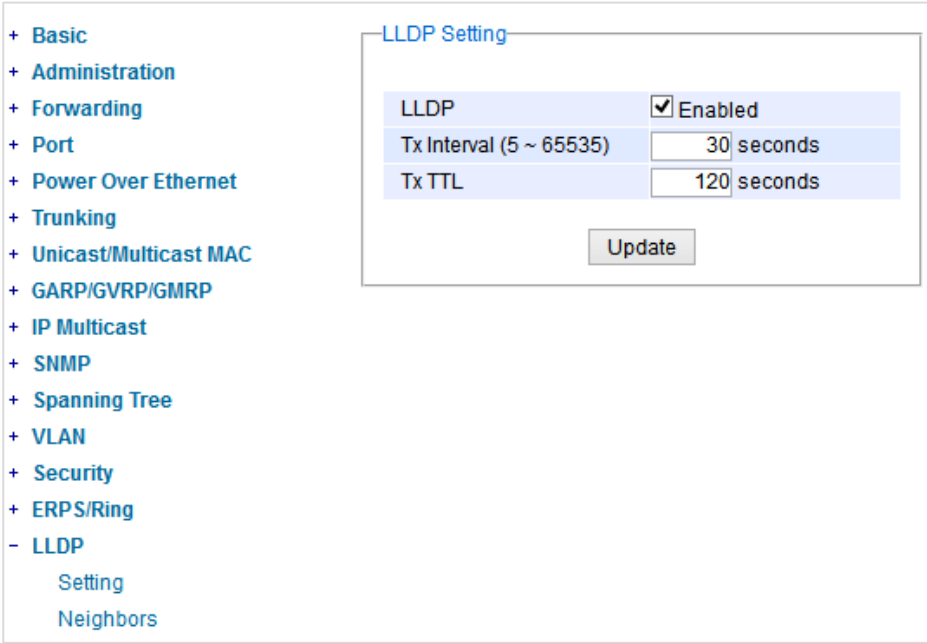 + Basic
+ Administration
+ Forwarding
+ Port
+ Power Over Ethernet
+ Trunking
+ Unicast/Multicast MAC
+ GARP/GVRP/GMRP
+ IP Multicast
+ SNMP
+ Spanning Tree
+ VLAN
+ Security
+ ERPS/Ring
- LLDP
Setting
Neighbors
LLDP Setting
LLDP Enabled
Tx Interval (5 ~ 65535) 30 seconds
Tx TTL 120 seconds
Update